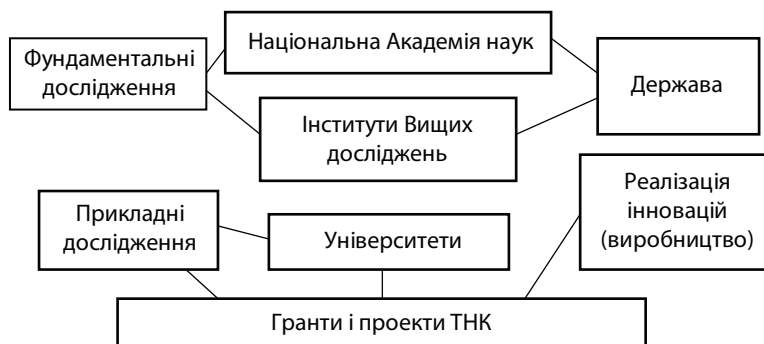 Національна Академія наук
Фундаментальні
дослідження
Держава
Інститути Вищих
досліджень
Реалізація
інновацій
(виробництво)
Прикладні
дослідження
Університети
Гранти і проекти ТНК